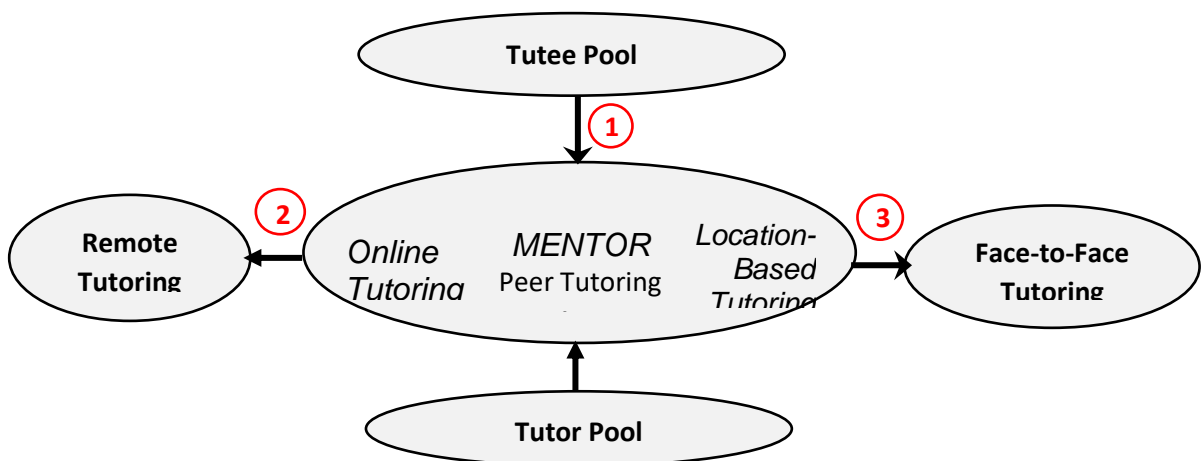 Tutee Pool
1
2
3
Remote
Tutoring
Online
Tutoring
MENTOR
Peer Tutoring
Location-
Based
Tutoring
Face-to-Face
Tutoring
Tutor Pool